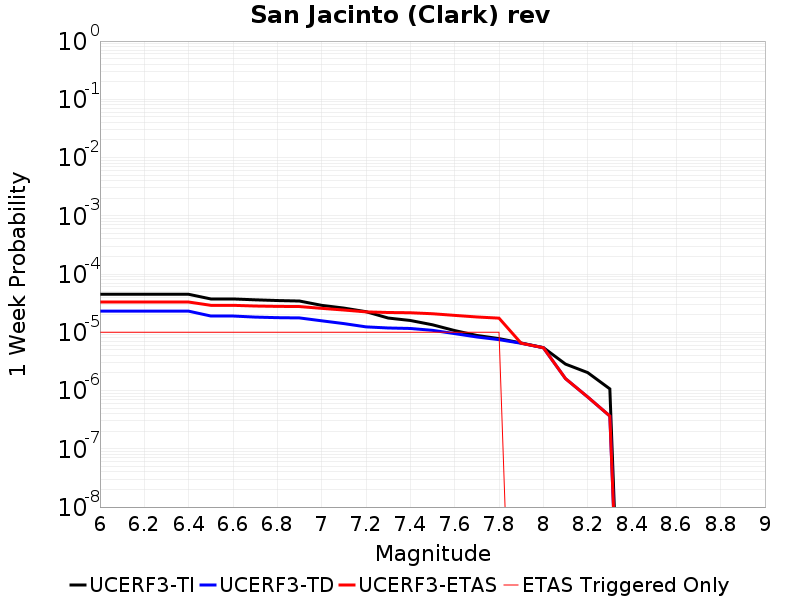 San Jacinto (Clark) rev
1 Week Probability
10^0
10^-1
10^-2
10^-3
10^-4
10^-5
10^-6
10^-7
10^-8
6 6.2 6.4 6.6 6.8 7 7.2 7.4 7.6 7.8 8 8.2 8.4 8.6 8.8 9
Magnitude
UCERF3-TI UCERF3-TD UCERF3-ETAS ETAS Triggered Only